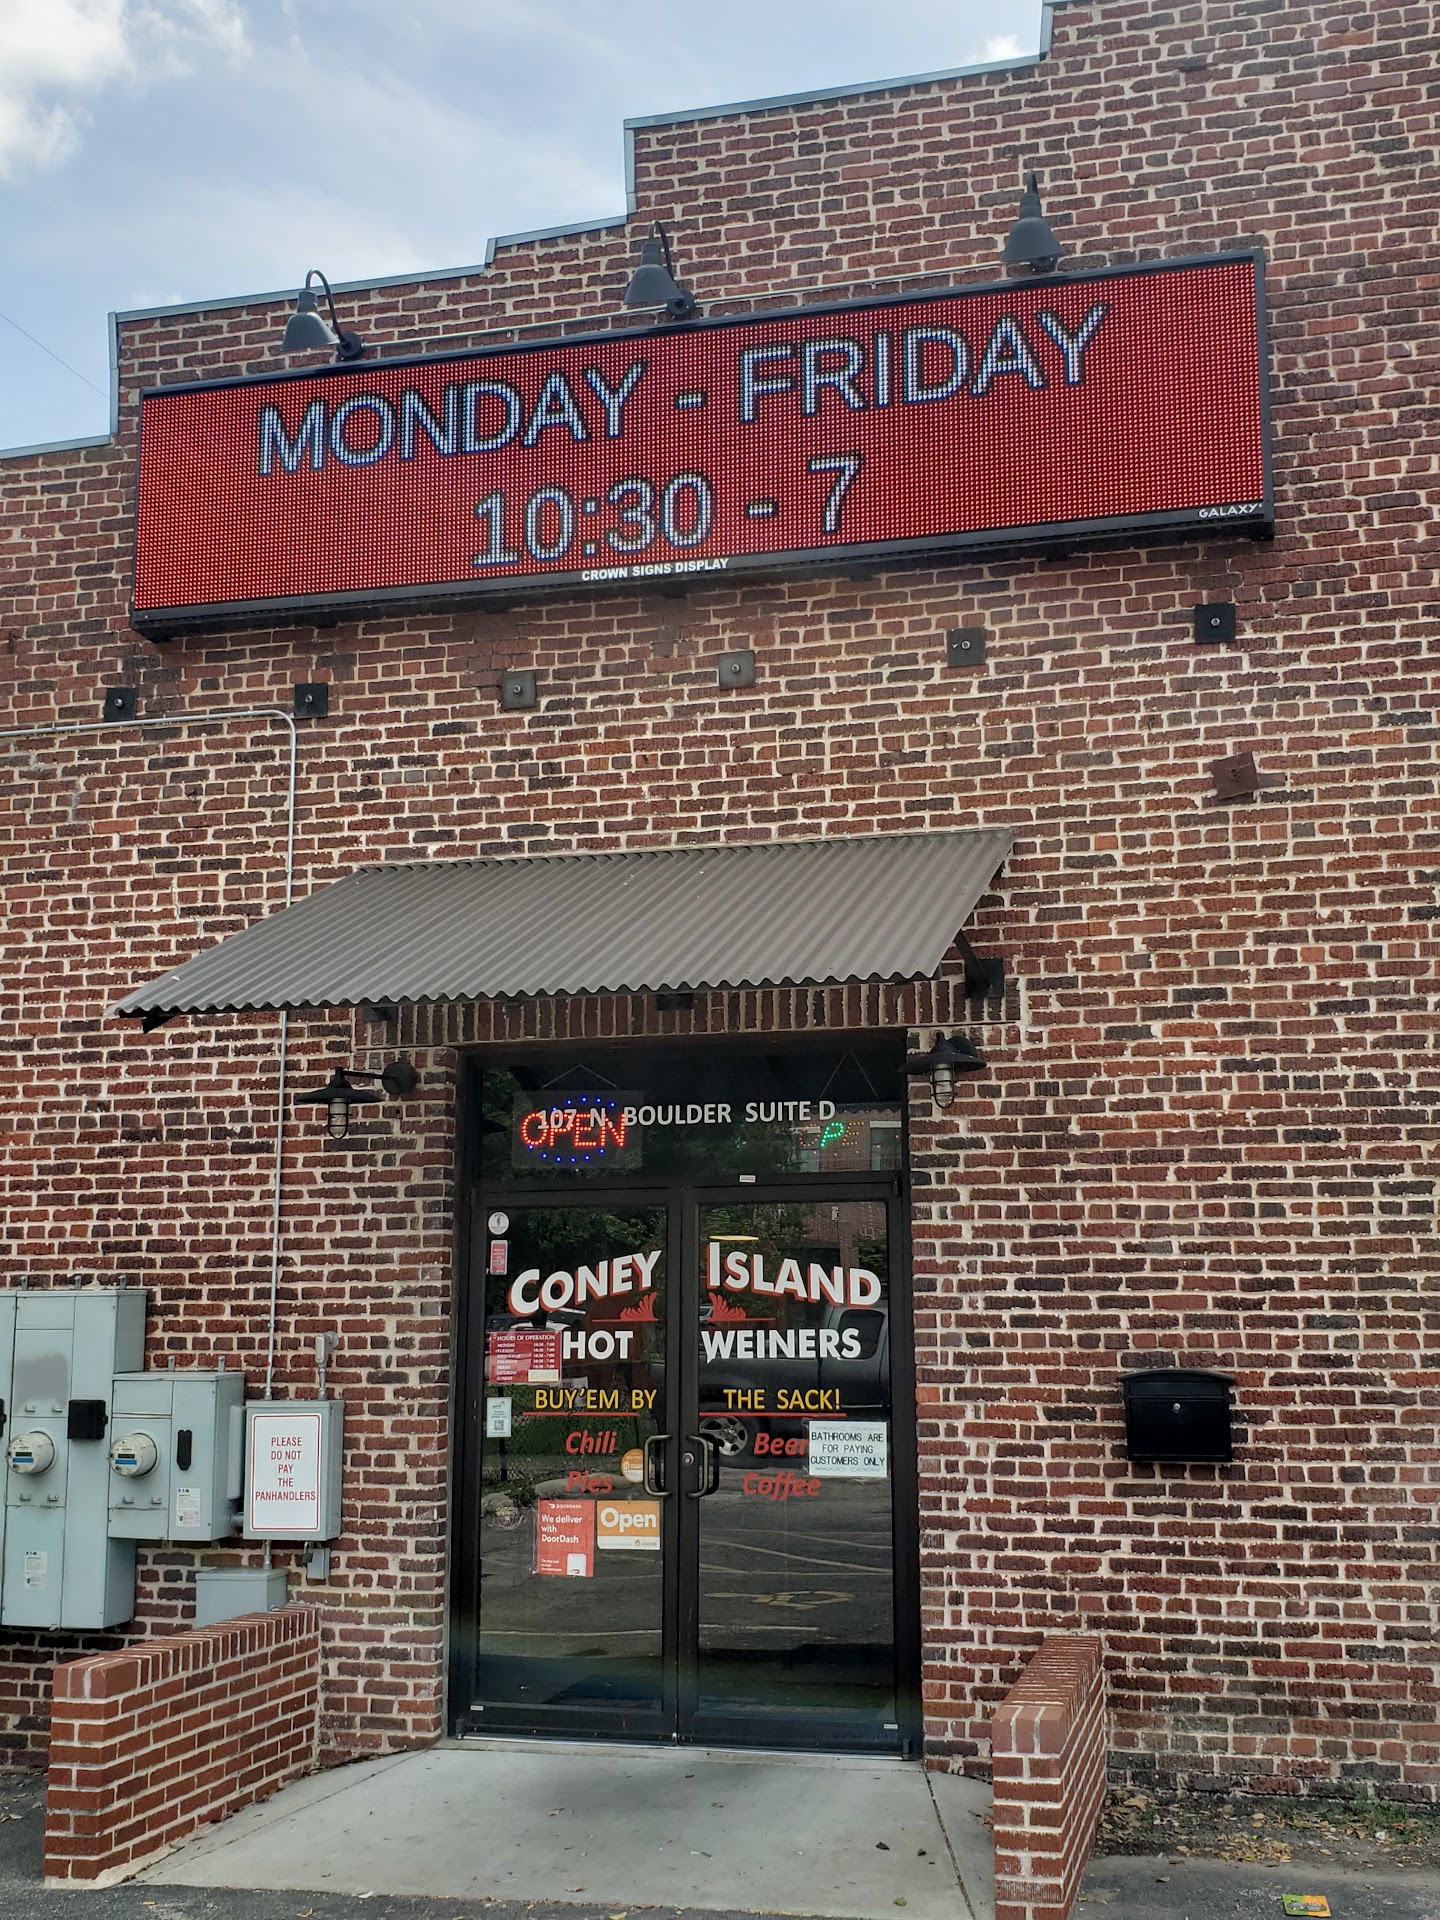 MONDAY - FRIDAY
10:30 - 7
GALAXY
CROWN SIGNS DISPLAY
107 N. BOULDER SUITE D
OPEN
CONEY ISLAND
HOT WEINERS
HOURS OF OPERATION
BUY'EM BY THE SACK!
Chili Beer
Pies Coffee
BATHROOMS ARE
FOR PAYING
CUSTOMERS ONLY
PLEASE
DO NOT
PAY
THE
PANHANDLERS
DOORDASH
We deliver
with
DoorDash
Open